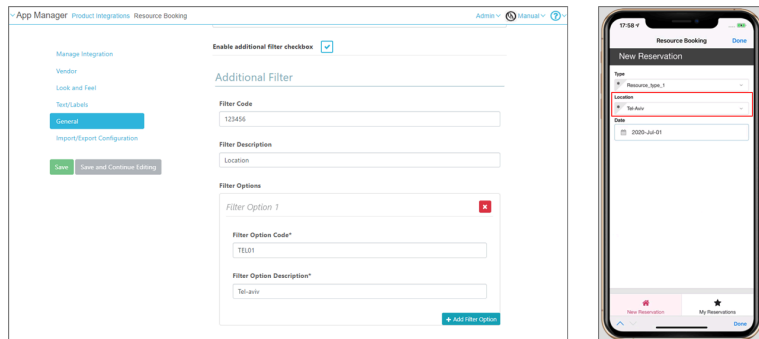 App Manager Product Integrations Resource Booking
Admin Manual ?
Manage Integration
Vendor
Look and Feel
Text/Labels
General
Import/Export Configuration
Save Save and Continue Editing
Enable additional filter checkbox
Additional Filter
Filter Code
123456
Filter Description
Location
Filter Options
Filter Option 1
Filter Option Code*
TEL01
Filter Option Description*
Tel-aviv
+ Add Filter Option
17:58
Resource Booking Done
New Reservation
Type
Resource_type_1
Location
Tel-Aviv
Date
2020-Jul-01
New Reservation My Reservations
Done